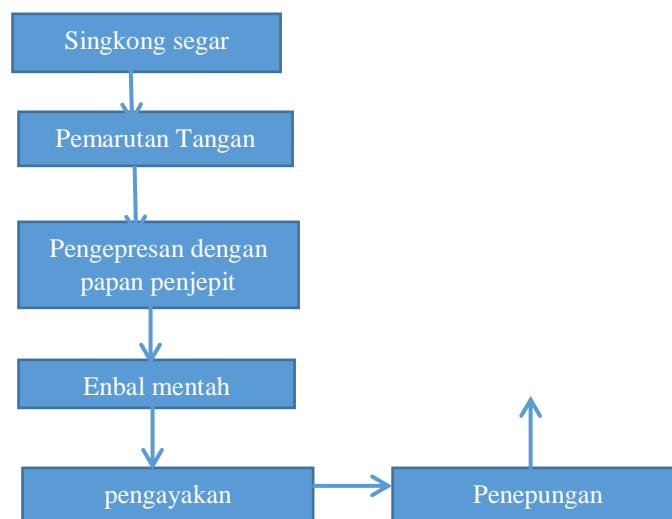 Singkong segar
Pemarutan Tangan
Pengepresan dengan
papan penjepit
Enbal mentah
pengayakan
Penepungan